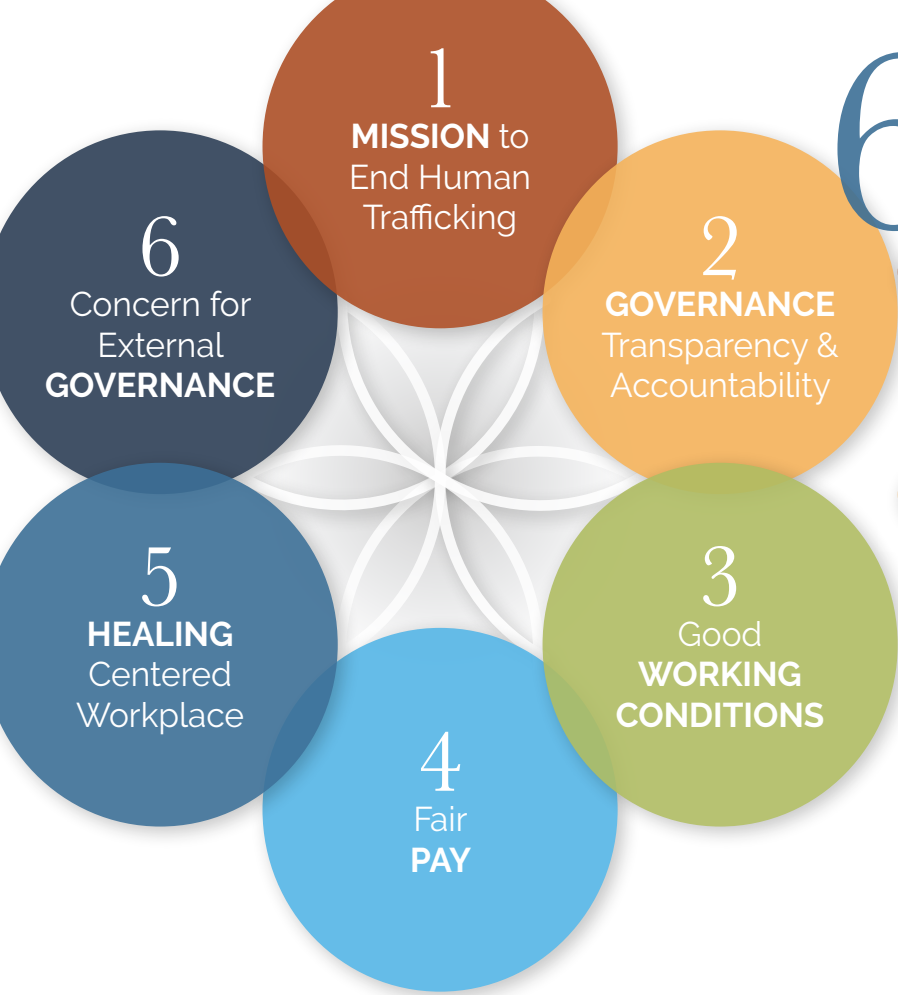 1
MISSION to
End Human
Trafficking
2
GOVERNANCE
Transparency &
Accountability
3
Good
WORKING
CONDITIONS
4
Fair
PAY
5
HEALING
Centered
Workplace
6
Concern for
External
GOVERNANCE
6